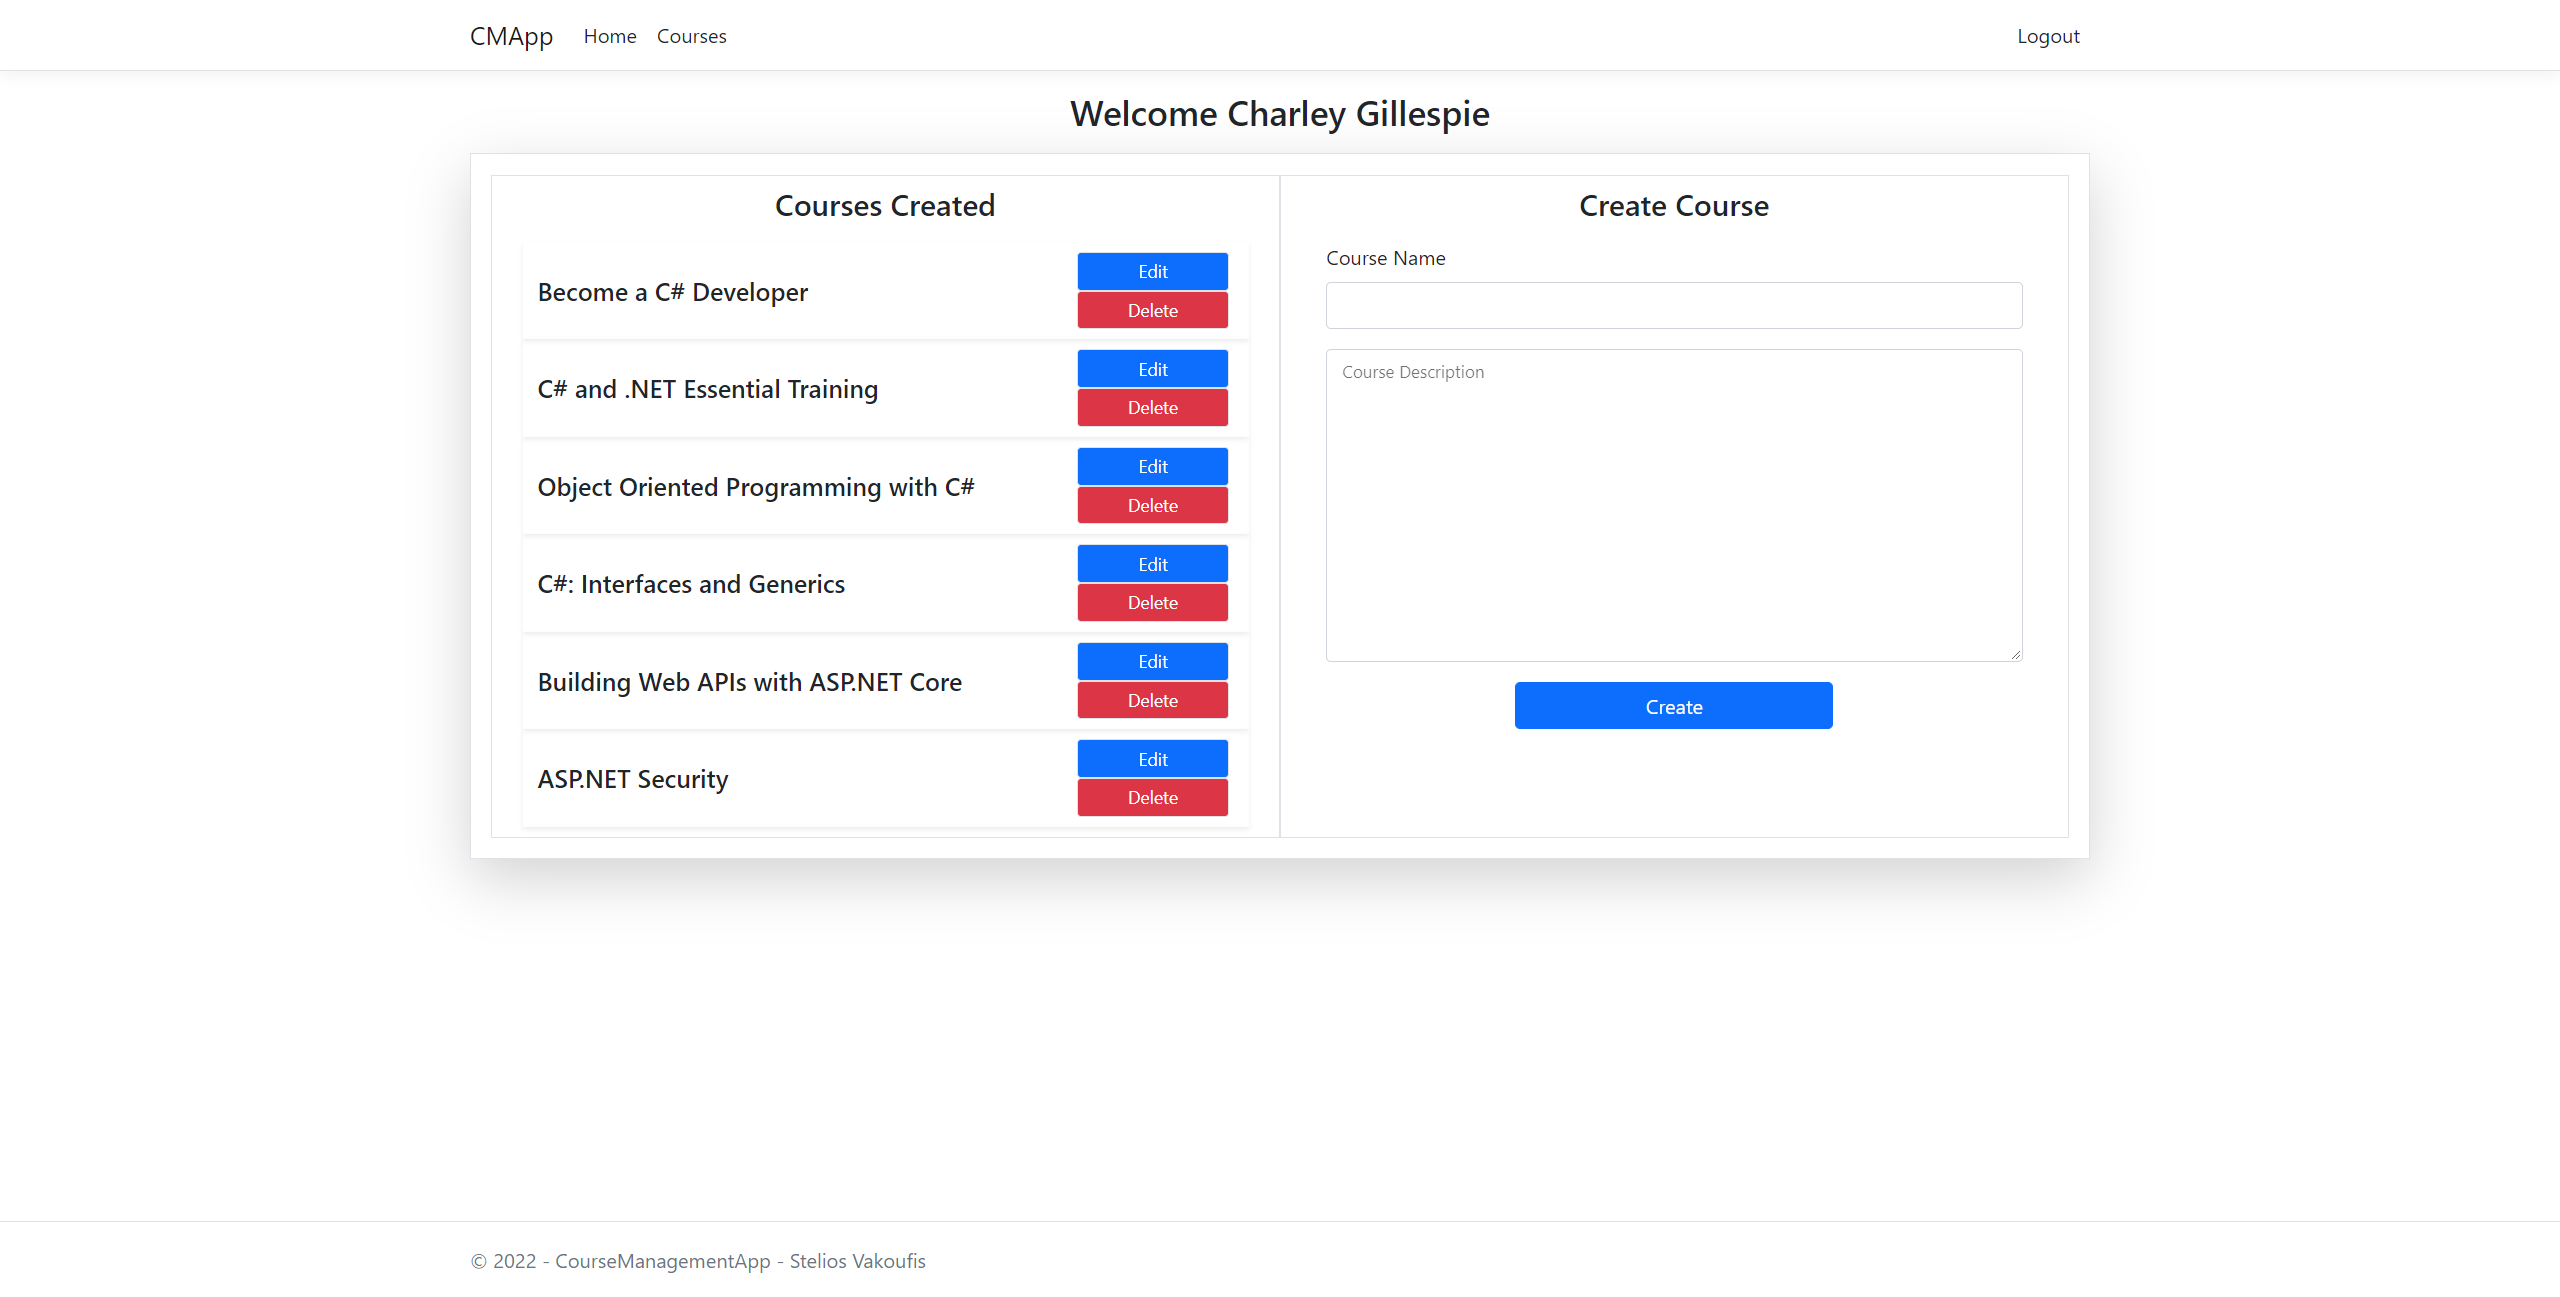 CMApp Home Courses Logout
Welcome Charley Gillespie
Courses Created
Become a C# Developer
Edit
Delete
C# and .NET Essential Training
Edit
Delete
Object Oriented Programming with C#
Edit
Delete
C#: Interfaces and Generics
Edit
Delete
Building Web APIs with ASP.NET Core
Edit
Delete
ASP.NET Security
Edit
Delete
Create Course
Course Name
Course Description
Create
© 2022 - CourseManagementApp - Stelios Vakoufis